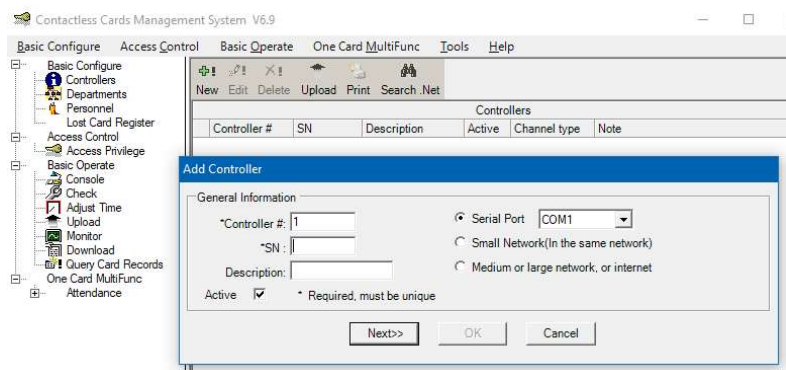 Contactless Cards Management System V6.9
Basic Configure Access Control Basic Operate One Card MultiFunc Tools Help
Basic Configure
Controllers
Departments
Personnel
Lost Card Register
Access Control
Access Privilege
Basic Operate
Console
Check
Adjust Time
Upload
Monitor
Download
Query Card Records
One Card MultiFunc
Attendance
New Edit Delete Upload Print Search .Net
Controllers
Controller # SN Description Active Channel type Note
Add Controller
General Information
*Controller #: 1
*SN :
Description:
Active * Required, must be unique
Serial Port COM1
Small Network(In the same network)
Medium or large network, or internet
Next>> OK Cancel